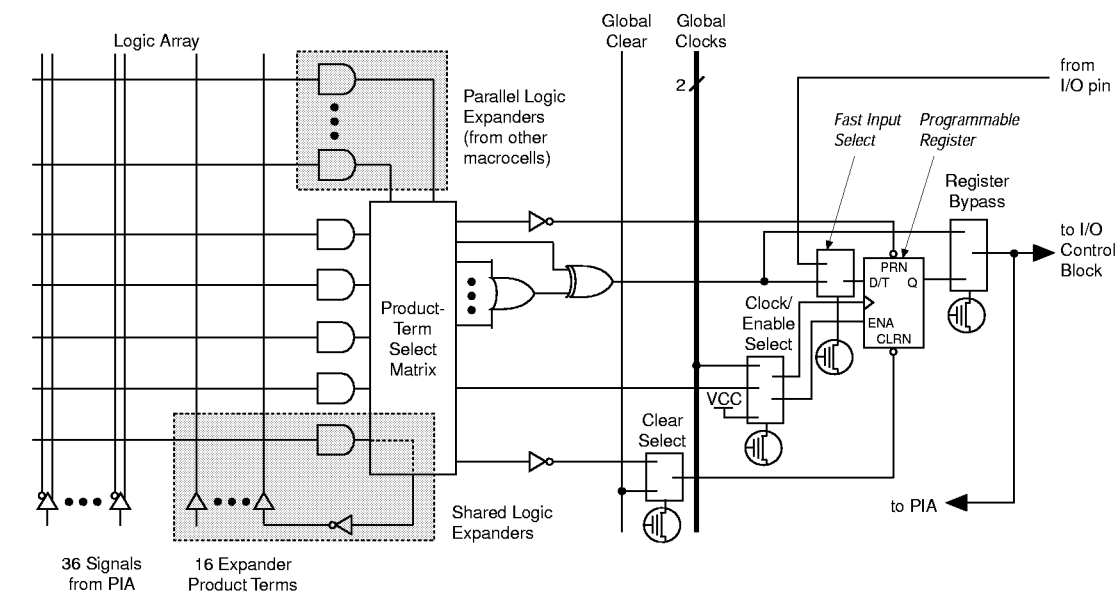 Logic Array
Global
Clear
Global
Clocks
2
from
I/O pin
Parallel Logic
Expanders
(from other
macrocells)
Fast Input
Select
Programmable
Register
Register
Bypass
to I/O
Control
Block
PRN
D/T
Q
ENA
CLRN
Clock/
Enable
Select
Product-
Term
Select
Matrix
VCC
Clear
Select
to PIA
Shared Logic
Expanders
36 Signals
from PIA
16 Expander
Product Terms